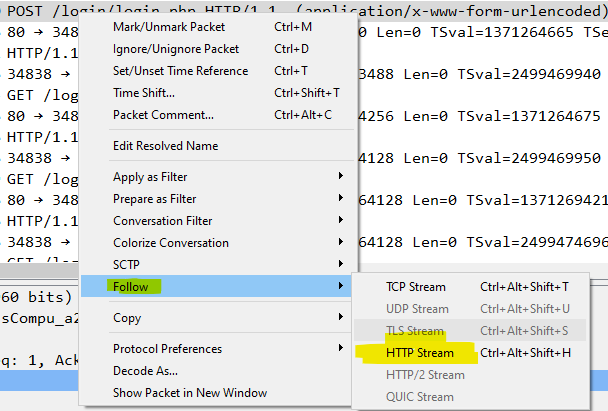 POST /login/login.php HTTP/1.1 (application/x-www-form-urlencoded)
80 → 348 Len=0 TSval=1371264665 TSe
HTTP/1.1
34838 → 3488 Len=0 TSval=2499469940
GET /log
80 → 348 4256 Len=0 TSval=1371264675
HTTP/1.1
34838 → 4128 Len=0 TSval=2499469950
GET /log
80 → 348 64128 Len=0 TSval=1371269421
HTTP/1.1
34838 → 64128 Len=0 TSval=2499474696
Mark/Unmark Packet Ctrl+M
Ignore/Unignore Packet Ctrl+D
Set/Unset Time Reference Ctrl+T
Time Shift... Ctrl+Shift+T
Packet Comment... Ctrl+Alt+C
Edit Resolved Name
Apply as Filter
Prepare as Filter
Conversation Filter
Colorize Conversation
SCTP
Follow
Copy
Protocol Preferences
Decode As...
Show Packet in New Window
TCP Stream Ctrl+Alt+Shift+T
UDP Stream Ctrl+Alt+Shift+U
TLS Stream Ctrl+Alt+Shift+S
HTTP Stream Ctrl+Alt+Shift+H
HTTP/2 Stream
QUIC Stream
960 bits)
sCompu_a2
eq: 1, Ack